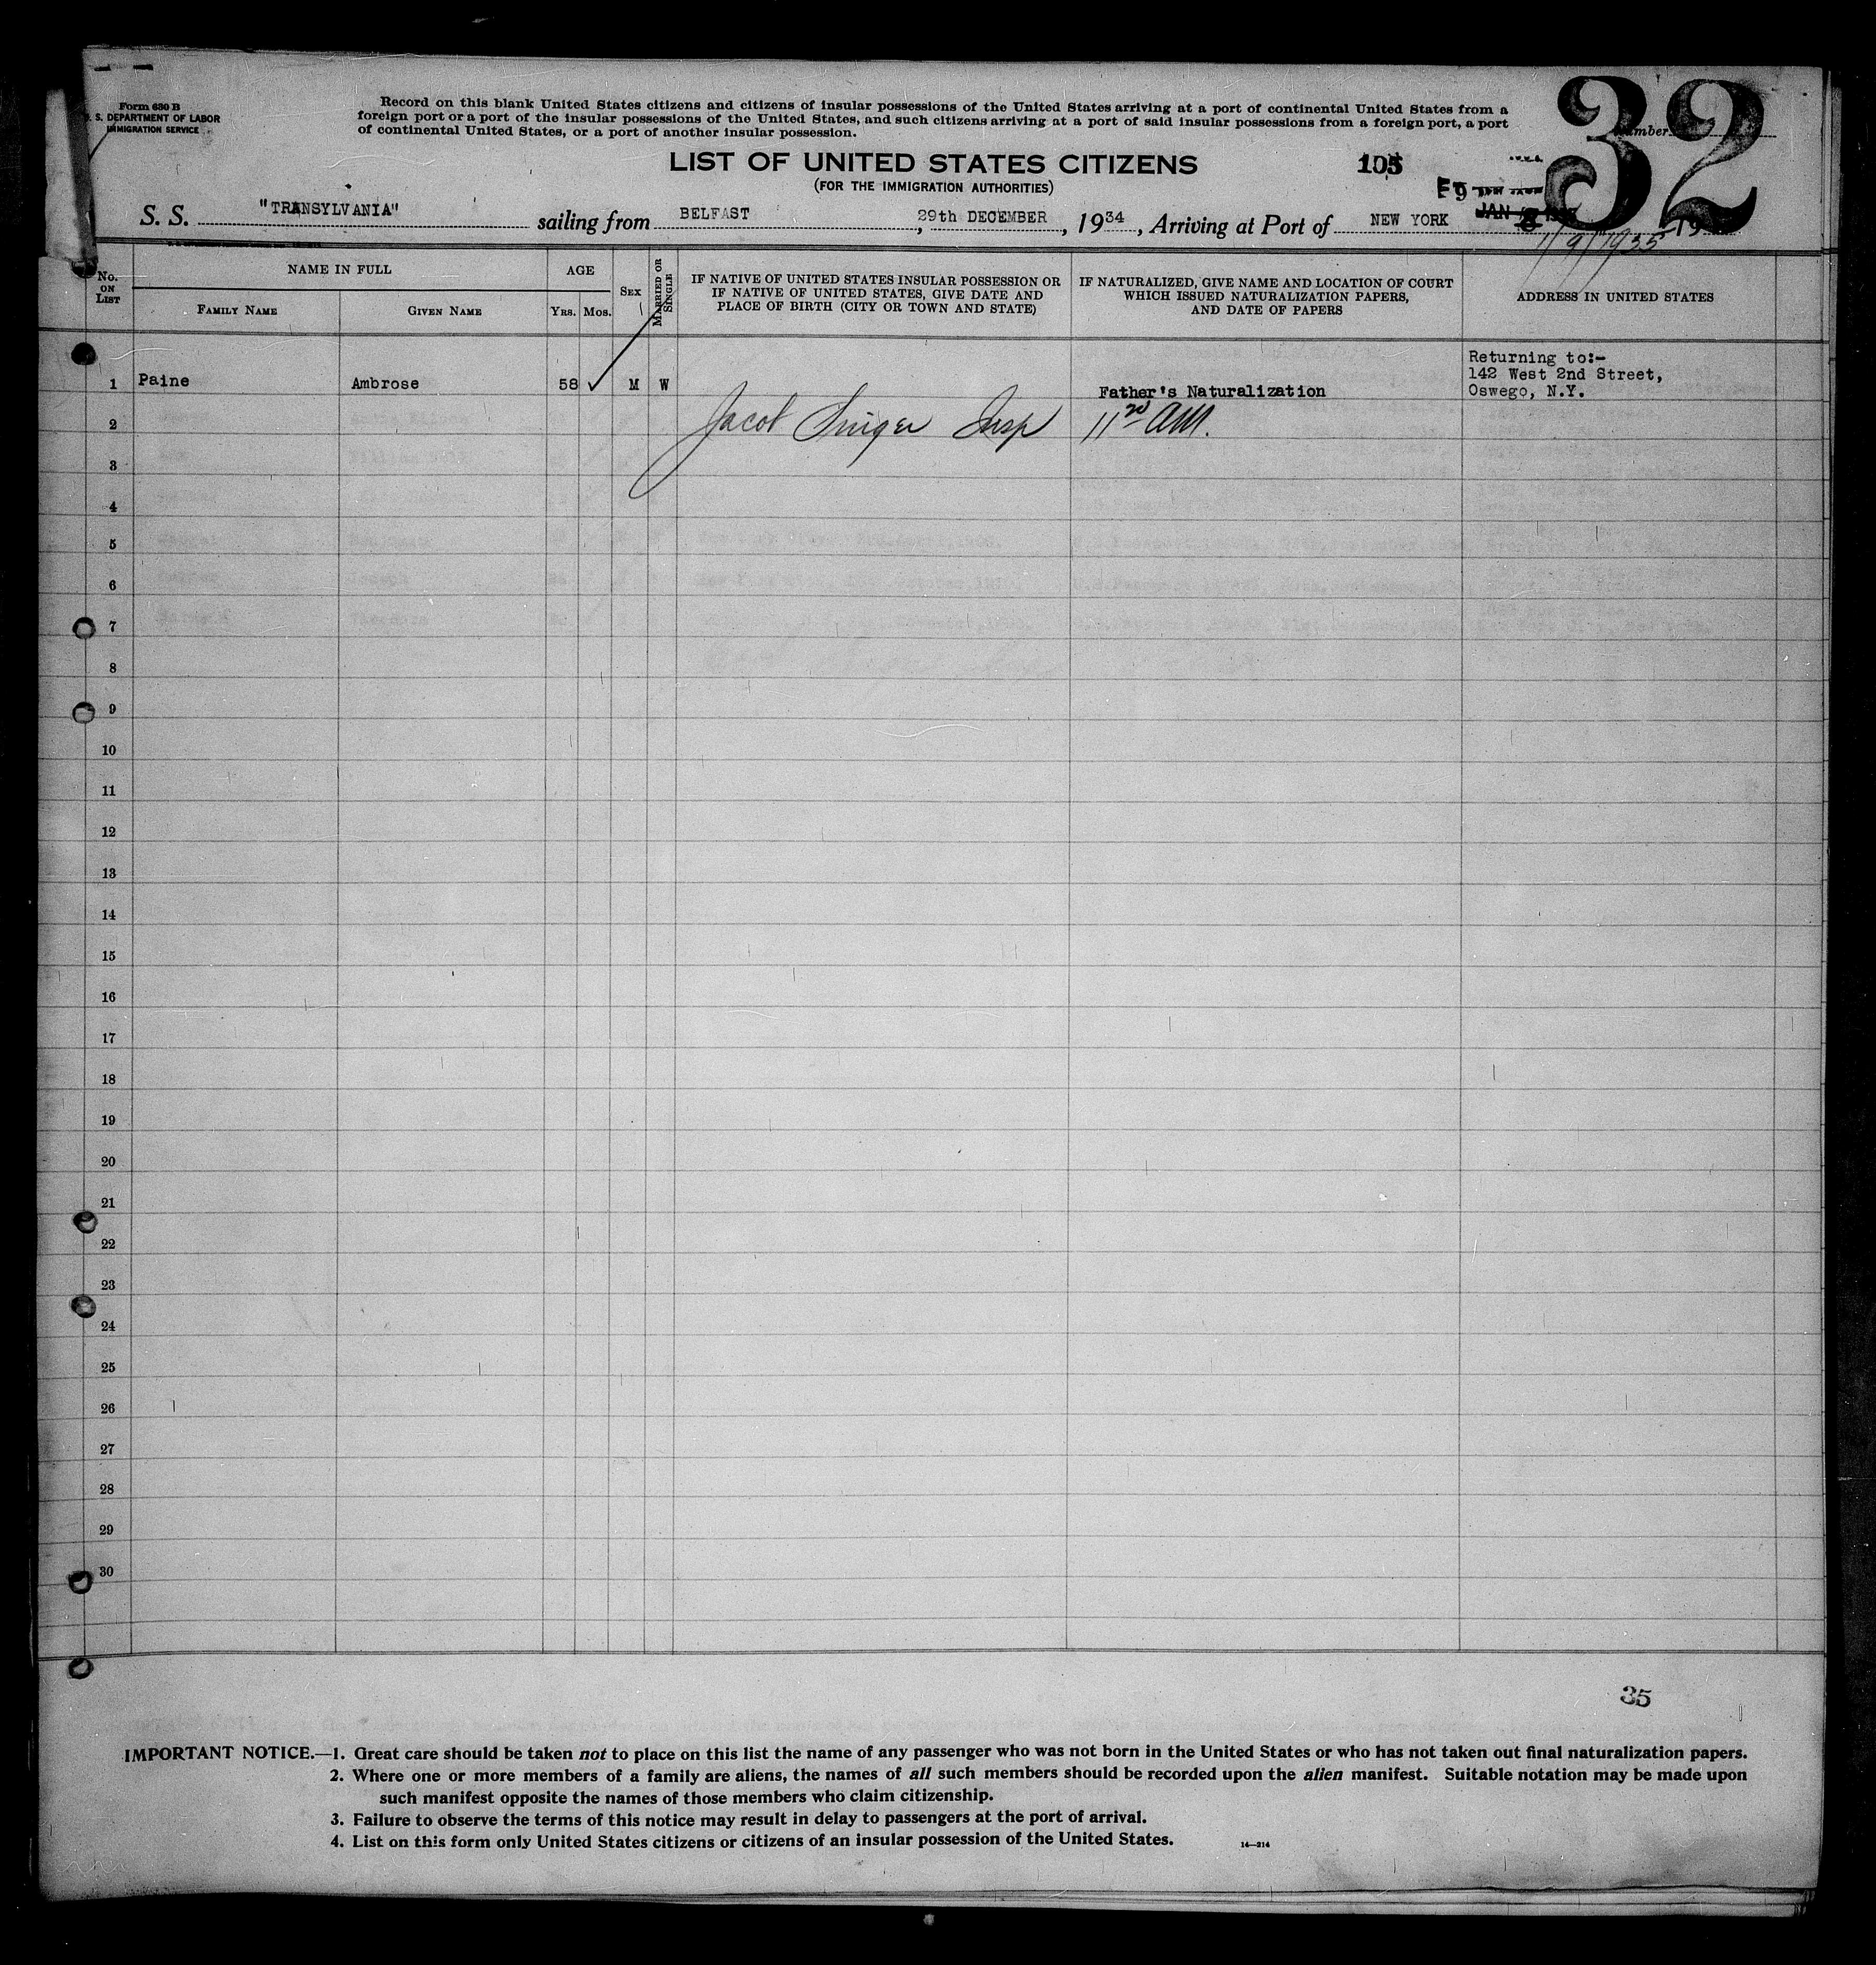 Form 630 B
U. S. DEPARTMENT OF LABOR
IMMIGRATION SERVICE
Record on this blank United States citizens and citizens of insular possessions of the United States arriving at a port of continental United States from a
foreign port or a port of the insular possessions of the United States, and such citizens arriving at a port of said insular possessions from a foreign port, a port
of continental United States, or a port of another insular possession.
32
Number
LIST OF UNITED STATES CITIZENS
105
(FOR THE IMMIGRATION AUTHORITIES)
S. S. "TRANSYLVANIA" sailing from BELFAST, 29th DECEMBER, 1934, Arriving at Port of NEW YORK JAN 19
1/9/1935
No. ON LIST
NAME IN FULL
FAMILY NAME
GIVEN NAME
AGE
YRS. MOS.
SEX
MARRIED OR SINGLE
IF NATIVE OF UNITED STATES INSULAR POSSESSION OR
IF NATIVE OF UNITED STATES, GIVE DATE AND
PLACE OF BIRTH (CITY OR TOWN AND STATE)
IF NATURALIZED, GIVE NAME AND LOCATION OF COURT
WHICH ISSUED NATURALIZATION PAPERS,
AND DATE OF PAPERS
ADDRESS IN UNITED STATES
Returning to:-
142 West 2nd Street,
Oswego, N.Y.
1 Paine Ambrose 58 M W Father's Naturalization
2 Jacob Singer Insp 11 20 AM.
3
4
5
6
7
8
9
10
11
12
13
14
15
16
17
18
19
20
21
22
23
24
25
26
27
28
29
30
35
IMPORTANT NOTICE.—1. Great care should be taken not to place on this list the name of any passenger who was not born in the United States or who has not taken out final naturalization papers.
2. Where one or more members of a family are aliens, the names of all such members should be recorded upon the alien manifest. Suitable notation may be made upon
such manifest opposite the names of those members who claim citizenship.
3. Failure to observe the terms of this notice may result in delay to passengers at the port of arrival.
4. List on this form only United States citizens or citizens of an insular possession of the United States.
14—214